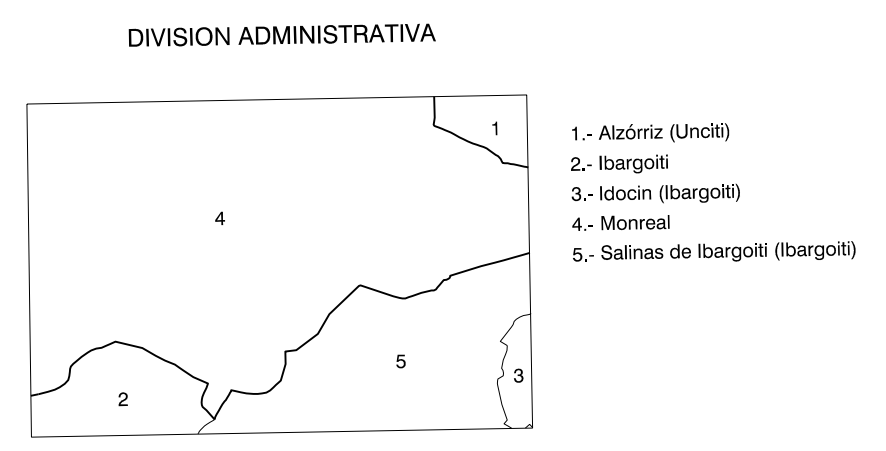 DIVISION ADMINISTRATIVA
1
4
5
3
2
1.- Alzórriz (Unciti)
2.- Ibargoiti
3.- Idocin (Ibargoiti)
4.- Monreal
5.- Salinas de Ibargoiti (Ibargoiti)